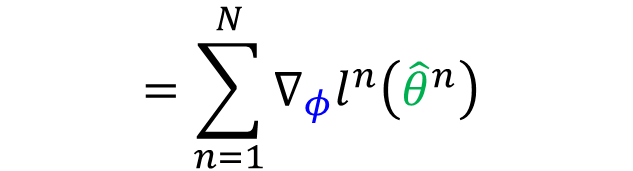 = ∑_{n=1}^{N} ∇_ϕ l^n(θ̂^n)